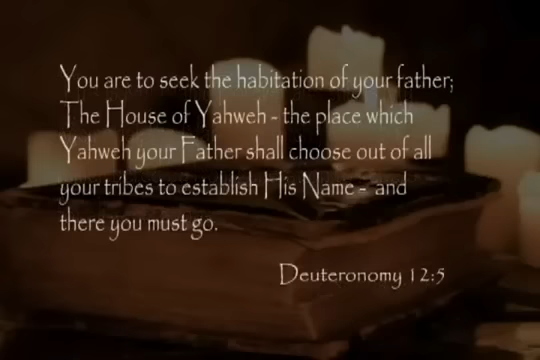 You are to seek the habitation of your father;
The House of Yahweh - the place which
Yahweh your Father shall choose out of all
your tribes to establish His Name - and
there you must go.
Deuteronomy 12:5